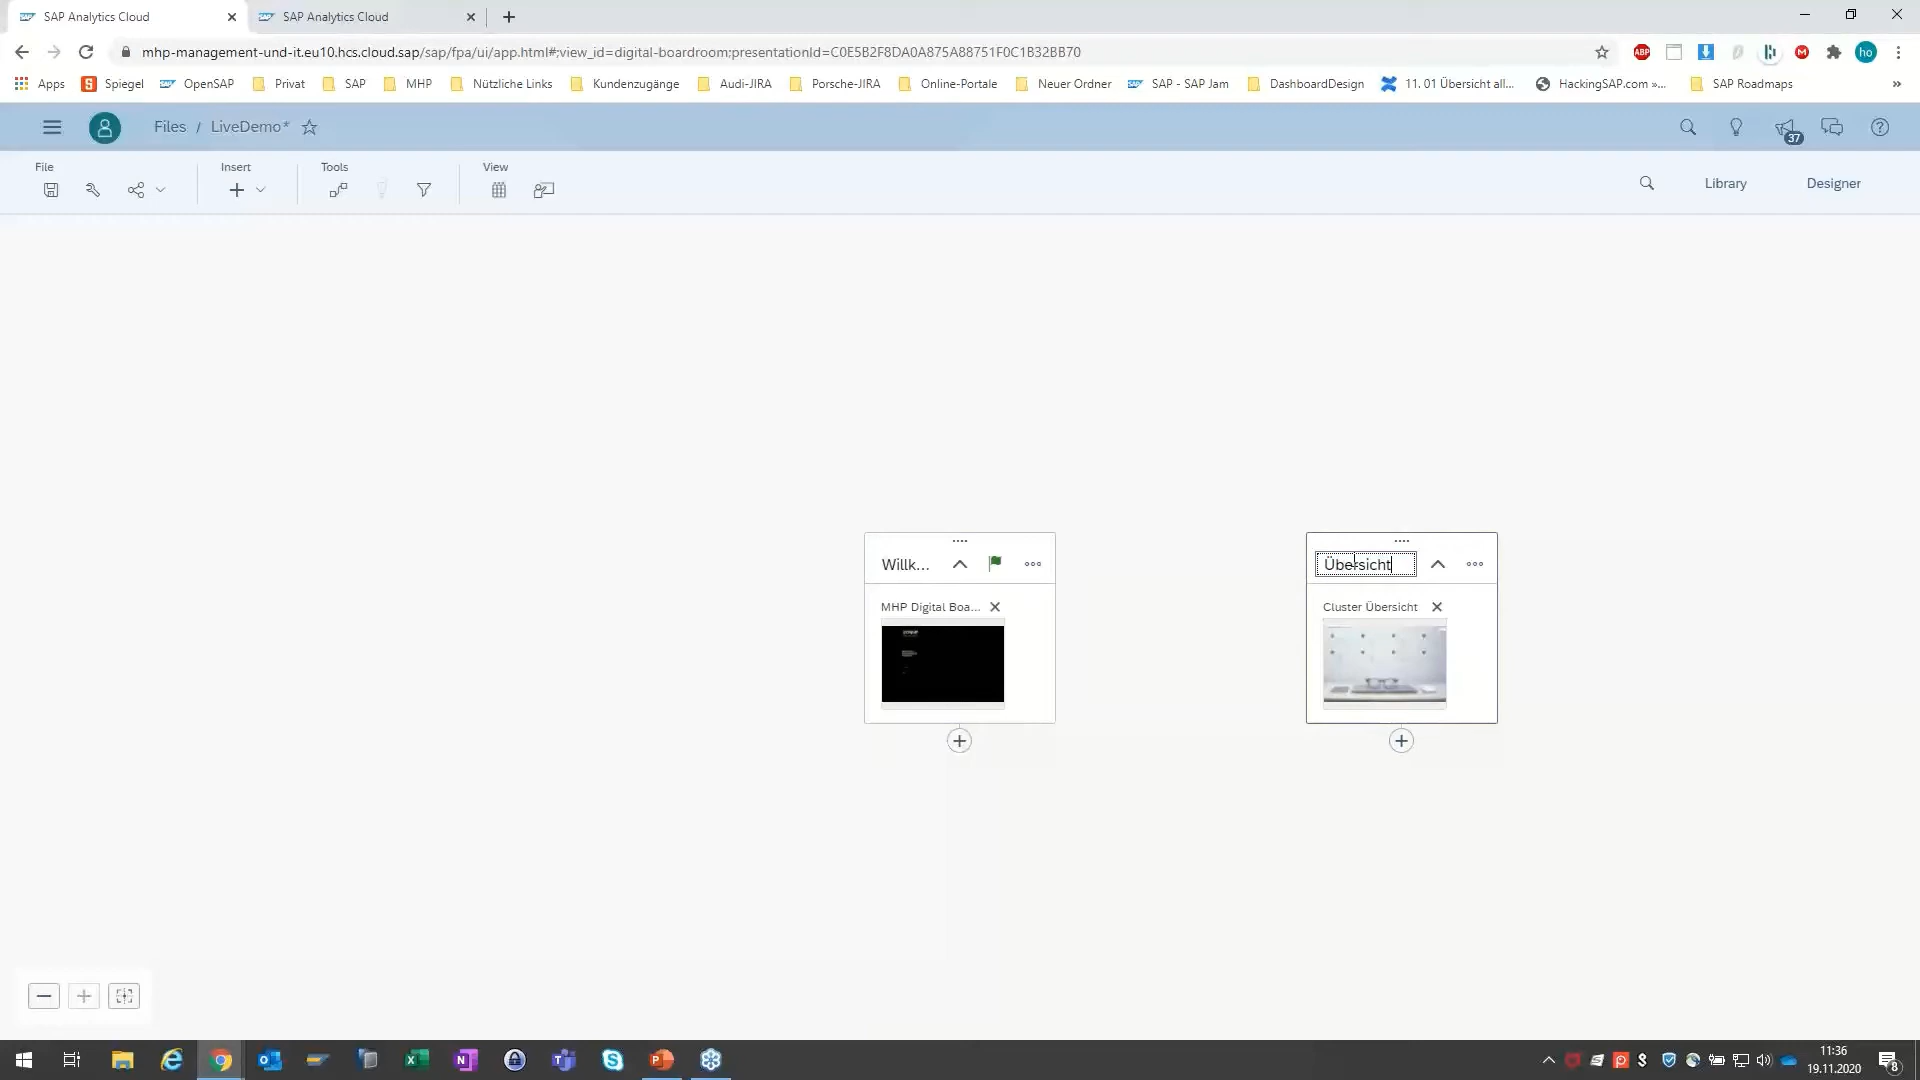 SAP Analytics Cloud
SAP Analytics Cloud
mhp-management-und-it.eu10.hcs.cloud.sap/sap/fpa/ui/app.html#;view_id=digital-boardroom;presentationId=C0E5B2F8DA0A875A88751F0C1B32BB70
ABP
ho
Apps
Spiegel
OpenSAP
Privat
SAP
MHP
Nützliche Links
Kundenzugänge
Audi-JIRA
Porsche-JIRA
Online-Portale
Neuer Ordner
SAP - SAP Jam
DashboardDesign
11. 01 Übersicht all...
HackingSAP.com »...
SAP Roadmaps
Files / LiveDemo*
37
File
Insert
Tools
View
Library
Designer
Willk...
MHP Digital Boa...
Übersicht
Cluster Übersicht
11:36
19.11.2020
8